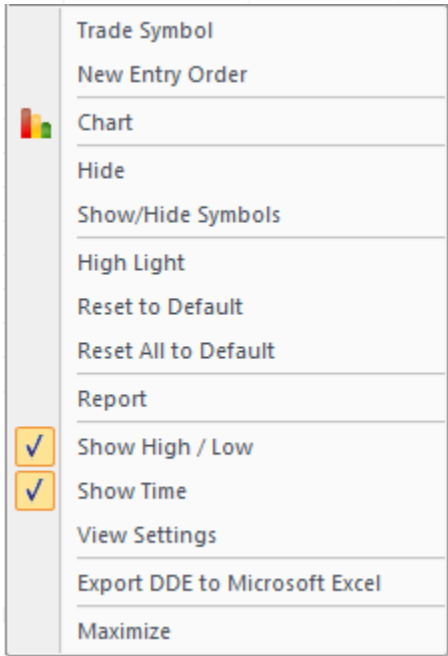 Trade Symbol
New Entry Order
Chart
Hide
Show/Hide Symbols
High Light
Reset to Default
Reset All to Default
Report
Show High / Low
Show Time
View Settings
Export DDE to Microsoft Excel
Maximize